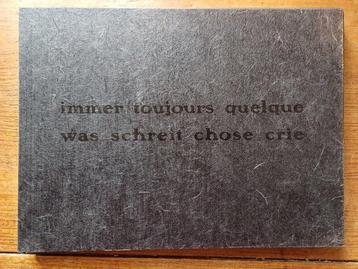 immer toujours quelque
was schreit chose crie